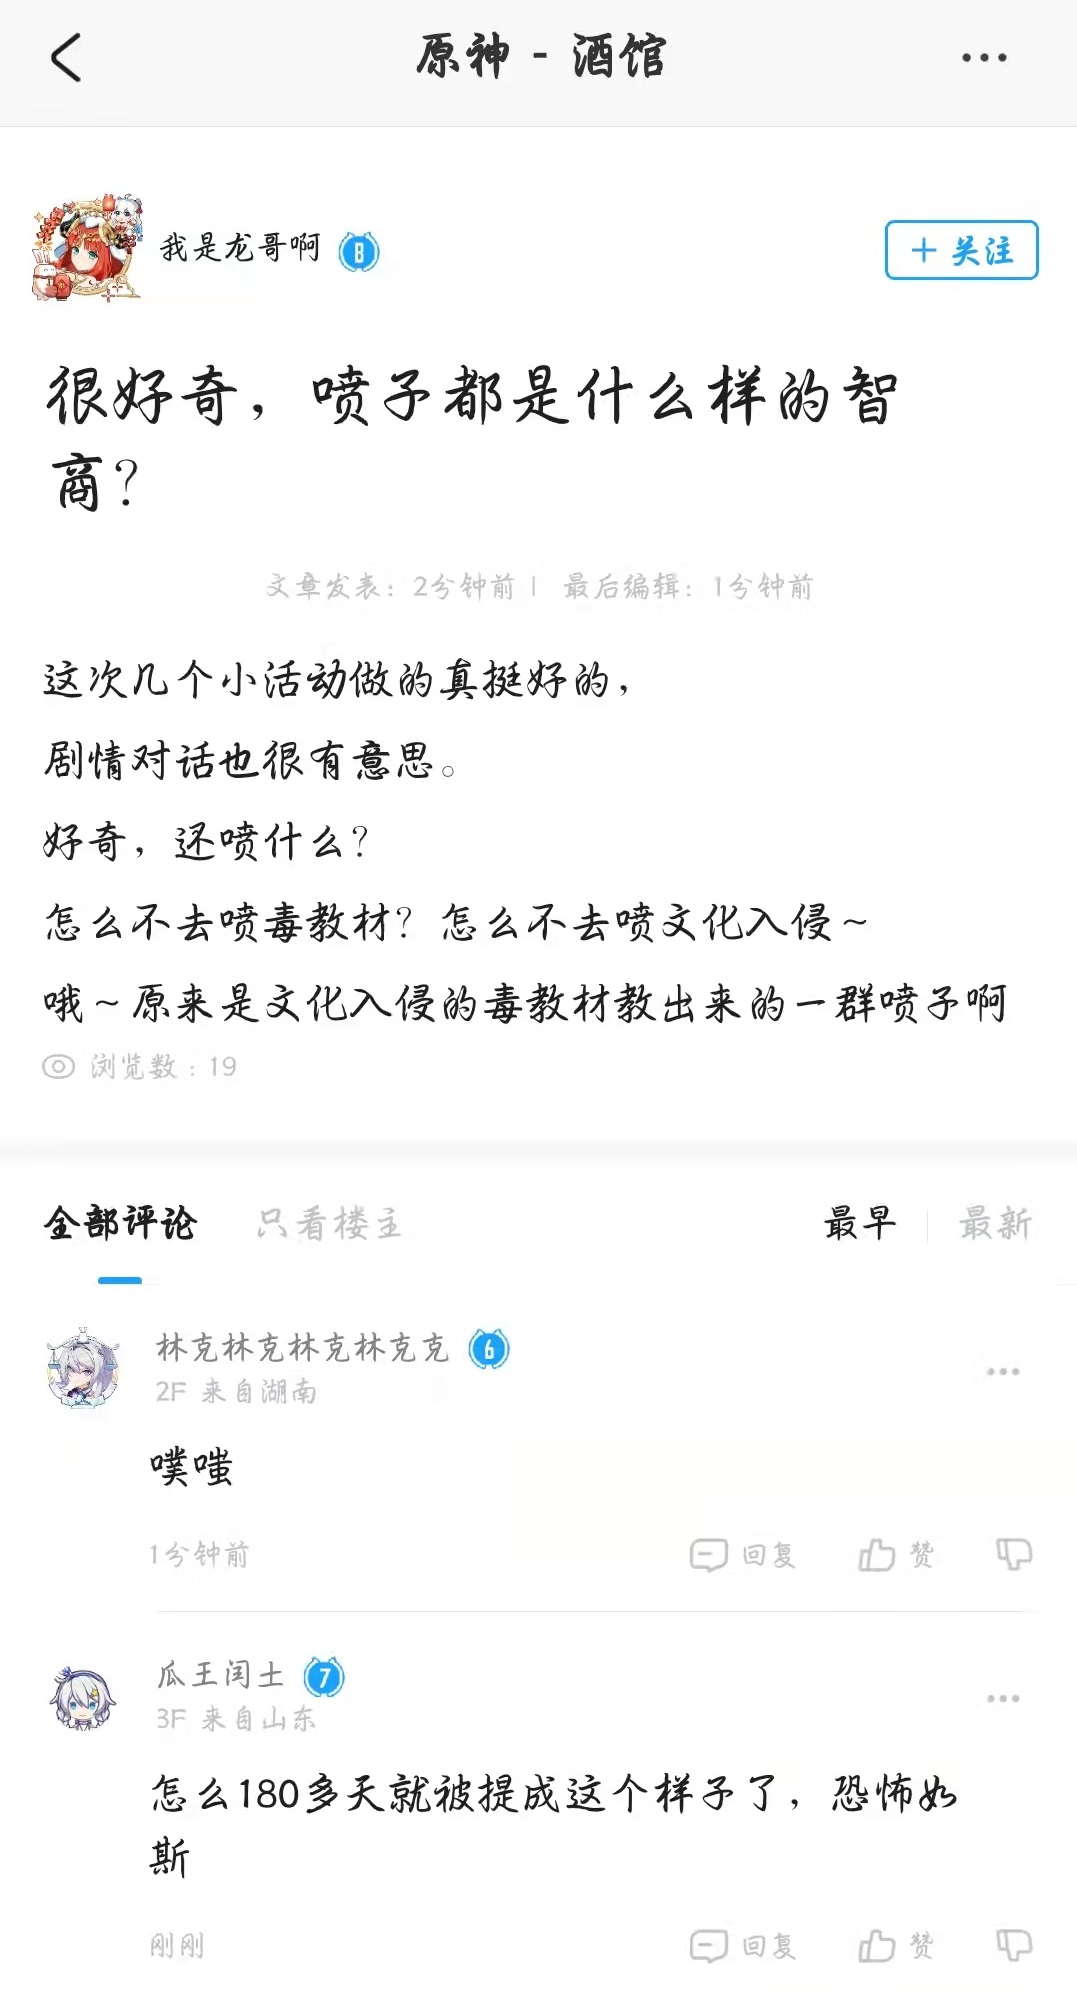 原神 - 酒馆
我是龙哥啊 8
+ 关注
很好奇，喷子都是什么样的智
商？
文章发表：2分钟前 | 最后编辑：1分钟前
这次几个小活动做的真挺好的，
剧情对话也很有意思。
好奇，还喷什么？
怎么不去喷毒教材？怎么不去喷文化入侵～
哦～原来是文化入侵的毒教材教出来的一群喷子啊
浏览数：19
全部评论 只看楼主 最早 最新
林克林克林克林克克 6
2F 来自湖南
噗嗤
1分钟前 回复 赞
瓜王闰土 7
3F 来自山东
怎么180多天就被提成这个样子了，恐怖如
斯
刚刚 回复 赞